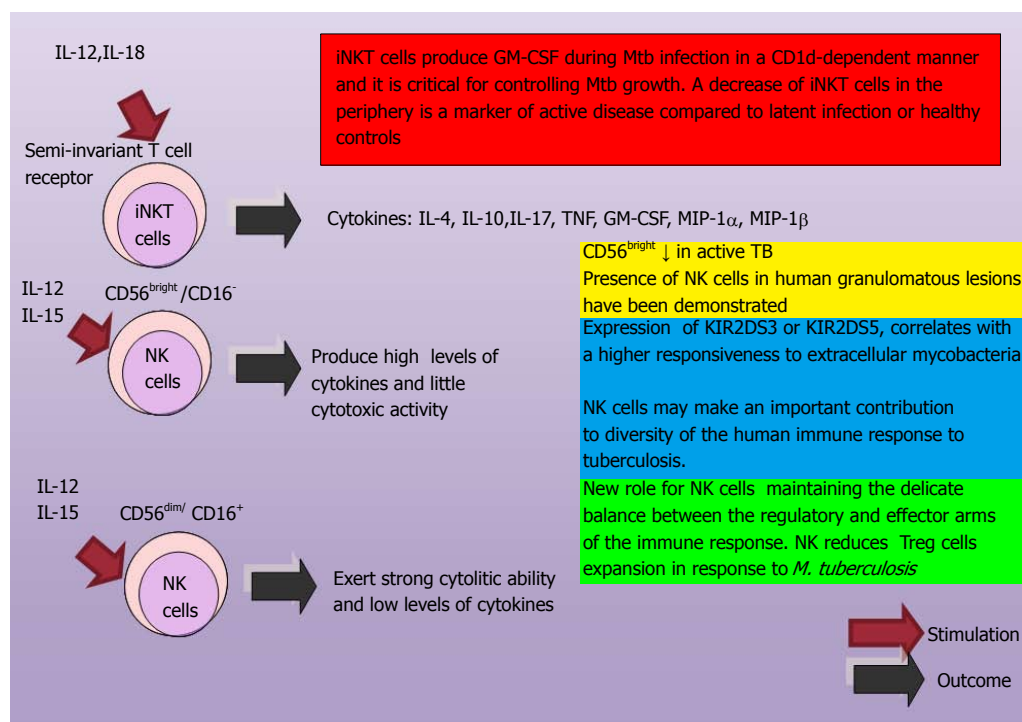 IL-12,IL-18
iNKT cells produce GM-CSF during Mtb infection in a CD1d-dependent manner
and it is critical for controlling Mtb growth. A decrease of iNKT cells in the
periphery is a marker of active disease compared to latent infection or healthy
controls
Semi-invariant T cell
receptor
iNKT
cells
Cytokines: IL-4, IL-10,IL-17, TNF, GM-CSF, MIP-1α, MIP-1β
CD56bright ↓ in active TB
Presence of NK cells in human granulomatous lesions
have been demonstrated
IL-12
IL-15
CD56bright /CD16-
NK
cells
Produce high levels of
cytokines and little
cytotoxic activity
Expression of KIR2DS3 or KIR2DS5, correlates with
a higher responsiveness to extracellular mycobacteria
NK cells may make an important contribution
to diversity of the human immune response to
tuberculosis.
IL-12
IL-15
CD56dim/ CD16+
NK
cells
Exert strong cytolitic ability
and low levels of cytokines
New role for NK cells maintaining the delicate
balance between the regulatory and effector arms
of the immune response. NK reduces Treg cells
expansion in response to M. tuberculosis
Stimulation
Outcome